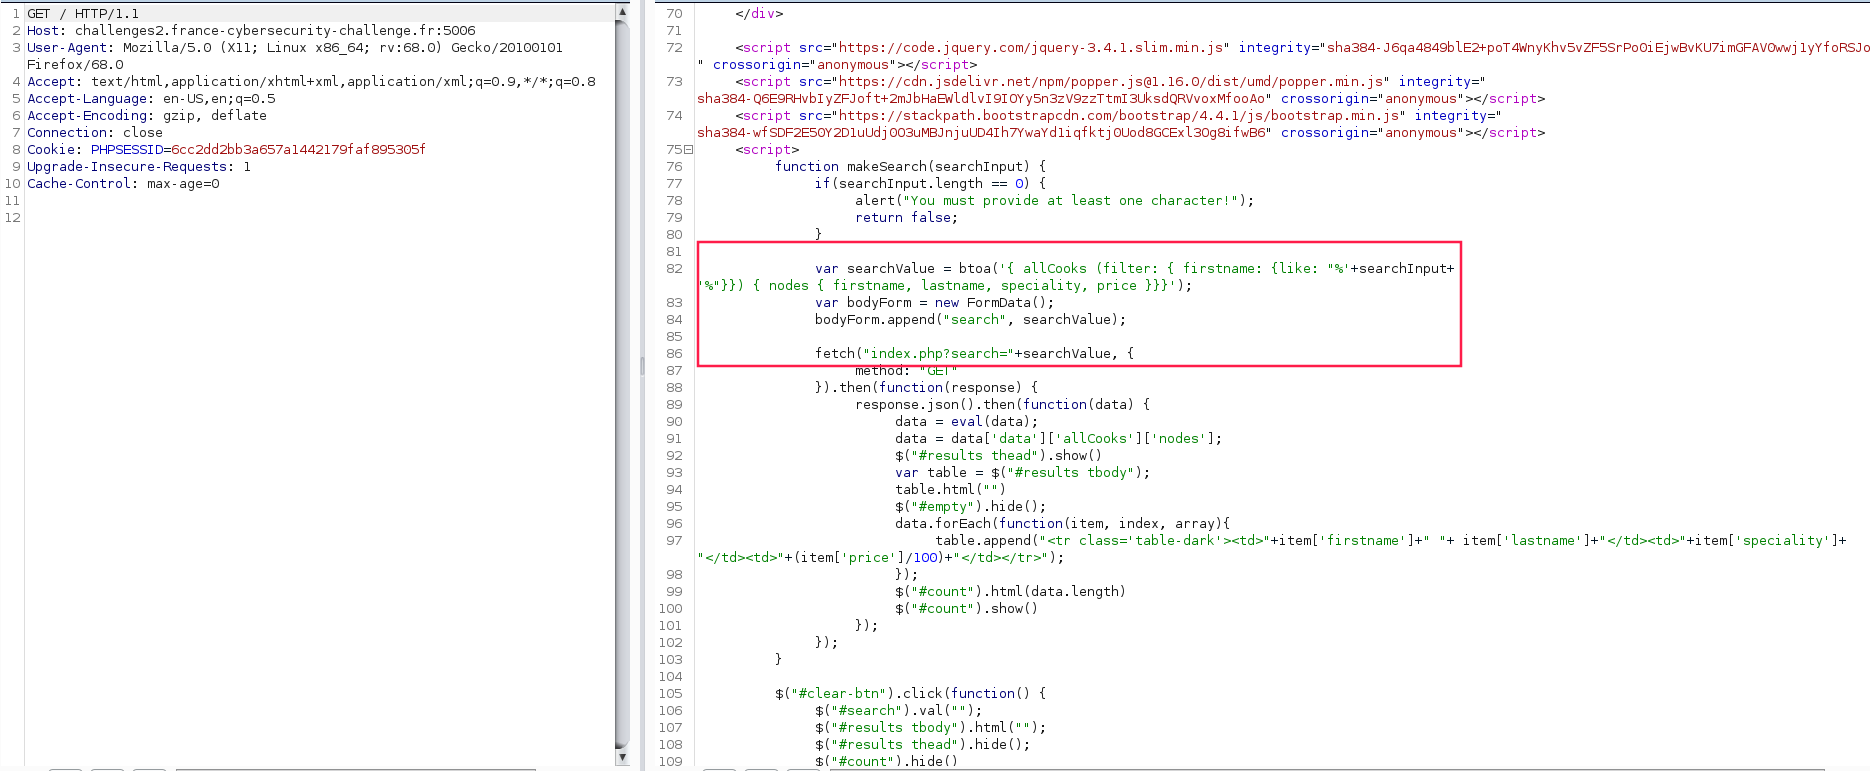 1 GET / HTTP/1.1
2 Host: challenges2.france-cybersecurity-challenge.fr:5006
3 User-Agent: Mozilla/5.0 (X11; Linux x86_64; rv:68.0) Gecko/20100101
Firefox/68.0
4 Accept: text/html,application/xhtml+xml,application/xml;q=0.9,*/*;q=0.8
5 Accept-Language: en-US,en;q=0.5
6 Accept-Encoding: gzip, deflate
7 Connection: close
8 Cookie: PHPSESSID=6cc2dd2bb3a657a1442179faf895305f
9 Upgrade-Insecure-Requests: 1
10 Cache-Control: max-age=0
11
12
70 </div>
71
72 <script src="https://code.jquery.com/jquery-3.4.1.slim.min.js" integrity="sha384-J6qa4849blE2+poT4WnyKhv5vZF5SrPo0iEjwBvKU7imGFAV0wwj1yYfoRSJo
" crossorigin="anonymous"></script>
73 <script src="https://cdn.jsdelivr.net/npm/popper.js@1.16.0/dist/umd/popper.min.js" integrity="
sha384-Q6E9RHvbIyZFJoft+2mJbHaEWldlvI9IOYy5n3zV9zzTtmI3UksdQRVvoxMfooAo" crossorigin="anonymous"></script>
74 <script src="https://stackpath.bootstrapcdn.com/bootstrap/4.4.1/js/bootstrap.min.js" integrity="
sha384-wfSDF2E50Y2D1uUdj0O3uMBJnjuUD4Ih7YwaYd1iqfktj0Uod8GCExl3Og8ifwB6" crossorigin="anonymous"></script>
75 <script>
76 function makeSearch(searchInput) {
77 if(searchInput.length == 0) {
78 alert("You must provide at least one character!");
79 return false;
80 }
81
82 var searchValue = btoa('{ allCooks (filter: { firstname: {like: "%'+searchInput+
'%"}}) { nodes { firstname, lastname, speciality, price }}}');
83 var bodyForm = new FormData();
84 bodyForm.append("search", searchValue);
85
86 fetch("index.php?search="+searchValue, {
87 method: "GET"
88 }).then(function(response) {
89 response.json().then(function(data) {
90 data = eval(data);
91 data = data['data']['allCooks']['nodes'];
92 $("#results thead").show()
93 var table = $("#results tbody");
94 table.html("")
95 $("#empty").hide();
96 data.forEach(function(item, index, array){
97 table.append("<tr class='table-dark'><td>"+item['firstname']+" "+ item['lastname']+"</td><td>"+item['speciality']+
"</td><td>"+(item['price']/100)+"</td></tr>");
98 });
99 $("#count").html(data.length)
100 $("#count").show()
101 });
102 });
103 }
104
105 $("#clear-btn").click(function() {
106 $("#search").val("");
107 $("#results tbody").html("");
108 $("#results thead").hide();
109 $("#count").hide()